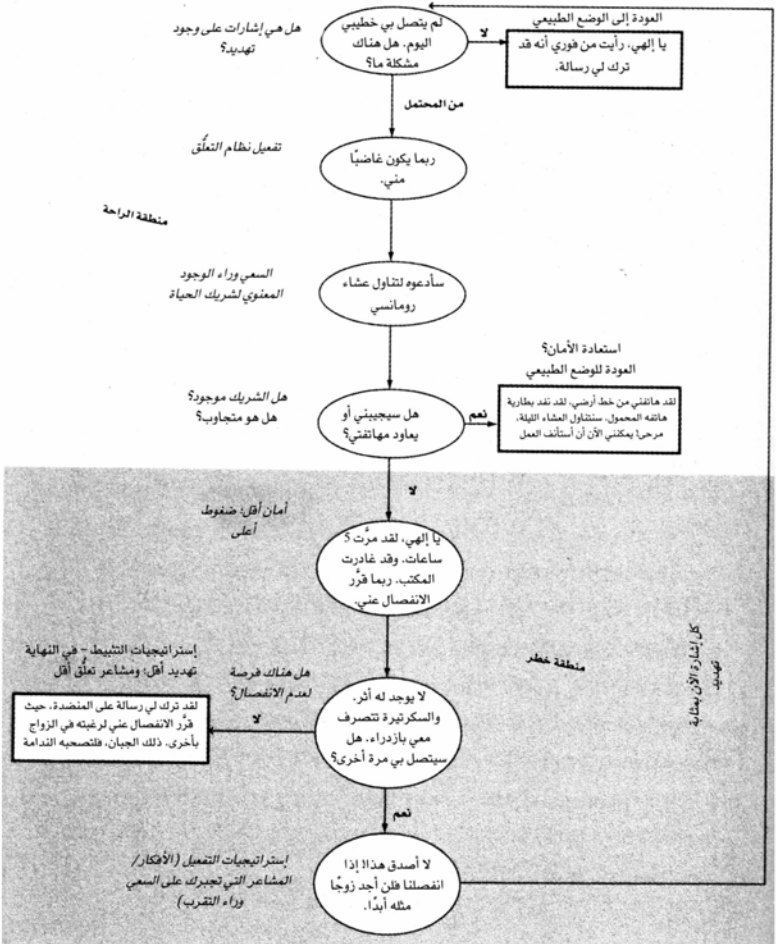 هل هي إشارات على وجود
تهديد؟
لم يتصل بي خطيبي
اليوم. هل هناك
مشكلة ما؟
لا
العودة إلى الوضع الطبيعي
يا إلهي، رأيت من فوري أنه قد
ترك لي رسالة.
من المحتمل
تفعيل نظام التعلُّق
ربما يكون غاضبًا
مني.
منطقة الراحة
السعي وراء الوجود
المعنوي لشريك الحياة
سأدعوه لتناول عشاء
رومانسي
استعادة الأمان؟
العودة للوضع الطبيعي
هل الشريك موجود؟
هل هو متجاوب؟
هل سيجيبني أو
يعاود مهاتفتي؟
نعم
لقد هاتفني من خط أرضي، لقد نفد بطارية
هاتفه المحمول. سنتناول العشاء الليلة،
مرحى! يمكنني الآن أن أستأنف العمل
لا
أمان أقل؛ ضغوط
أعلى
يا إلهي، لقد مرَّت 5
ساعات. وقد غادرت
المكتب. ربما قرَّر
الانفصال عني.
كل إشارة الآن بمثابة
تهديد
منطقة خطر
إستراتيجيات التثبيط – في النهاية
تهديد أقل؛ ومشاعر تعلُّق أقل
هل هناك فرصة
لعدم الانفصال؟
لا
لقد ترك لي رسالة على المنضدة، حيث
قرَّر الانفصال عني لرغبته في الزواج
بأخرى. ذلك الجبان، فلتصحبه الندامة
لا يوجد له أثر.
والسكرتيرة تتصرف
معي بازدراء. هل
سيتصل بي مرة أخرى؟
نعم
إستراتيجيات التفعيل (الأفكار/
المشاعر التي تجبرك على السعي
وراء التقرب)
لا أصدق هذا! إذا
انفصلنا فلن أجد زوجًا
مثله أبدًا.